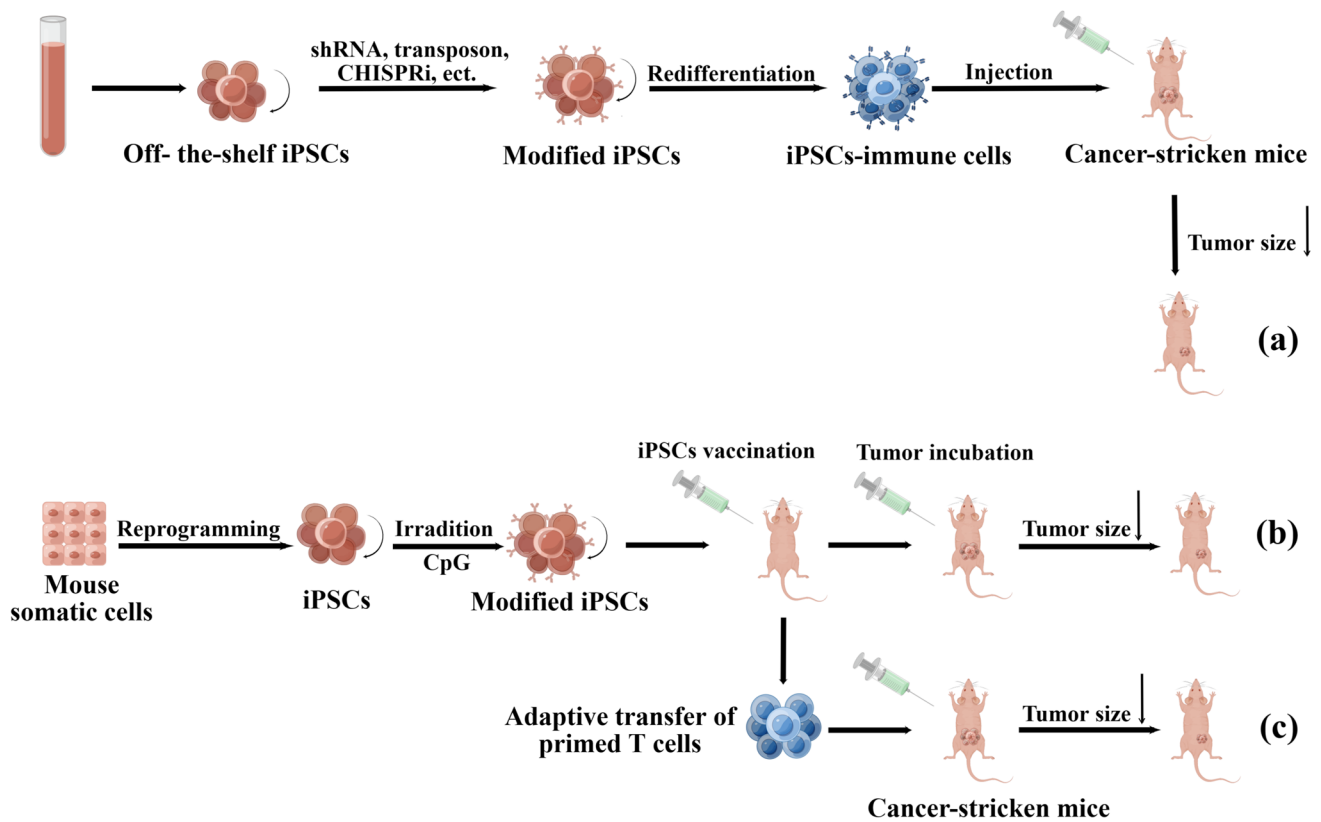 shRNA, transposon,
CHISPRi, ect.
Redifferentiation
Injection
Off- the-shelf iPSCs
Modified iPSCs
iPSCs-immune cells
Cancer-stricken mice
Tumor size
(a)
iPSCs vaccination
Tumor incubation
Reprogramming
Irradition
CpG
Tumor size
(b)
Mouse
somatic cells
iPSCs
Modified iPSCs
Adaptive transfer of
primed T cells
Tumor size
(c)
Cancer-stricken mice